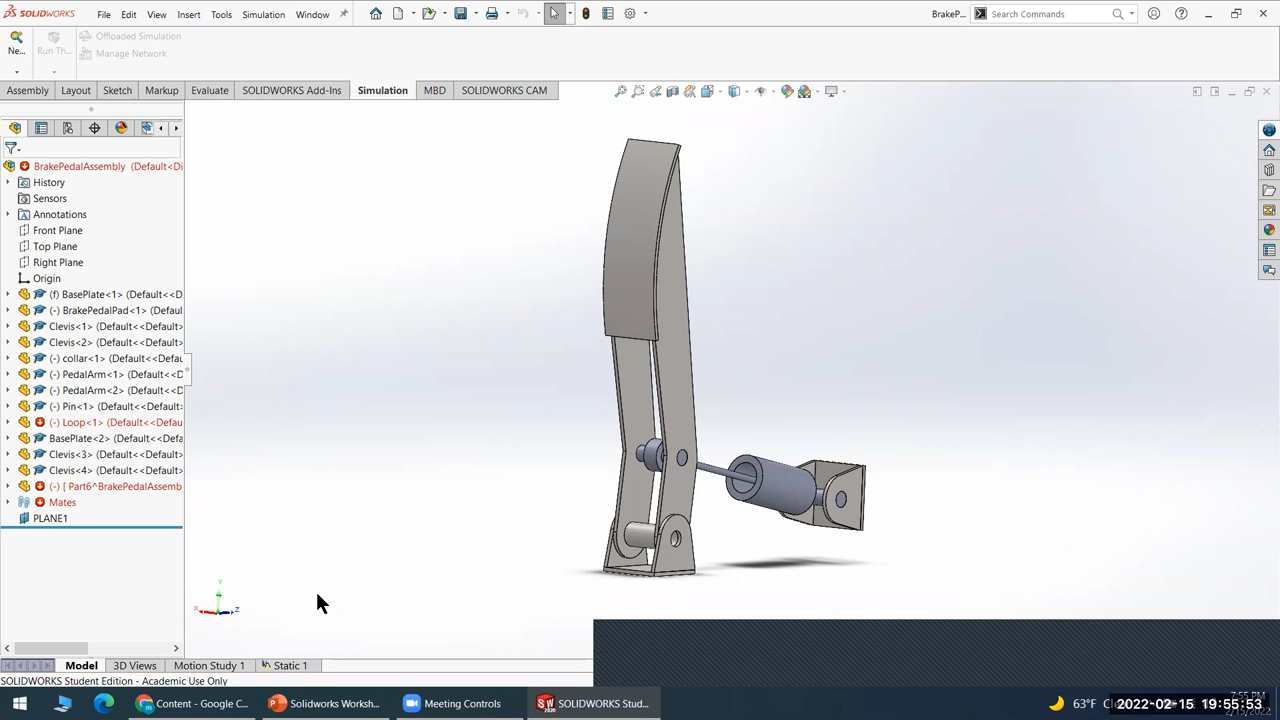 SOLIDWORKS File Edit View Insert Tools Simulation Window BrakeP... Search Commands
Ne... Run Th... Offloaded Simulation
Manage Network
Assembly Layout Sketch Markup Evaluate SOLIDWORKS Add-Ins Simulation MBD SOLIDWORKS CAM
BrakePedalAssembly (Default<Di
History
Sensors
Annotations
Front Plane
Top Plane
Right Plane
Origin
(f) BasePlate<1> (Default<<D
(-) BrakePedalPad<1> (Defaul
Clevis<1> (Default<<Default>
Clevis<2> (Default<<Default>
(-) collar<1> (Default<<Defau
(-) PedalArm<1> (Default<<D
(-) PedalArm<2> (Default<<D
(-) Pin<1> (Default<<Default>
(-) Loop<1> (Default<<Defau
BasePlate<2> (Default<<Defa
Clevis<3> (Default<<Default>
Clevis<4> (Default<<Default>
(-) [ Part6^BrakePedalAssemb
Mates
PLANE1
Y
X Z
Model 3D Views Motion Study 1 Static 1
SOLIDWORKS Student Edition - Academic Use Only
Content - Google C... Solidworks Worksh... Meeting Controls SW 2020 SOLIDWORKS Stud... 63°F 7:55 PM
2022-02-15 19:55:53